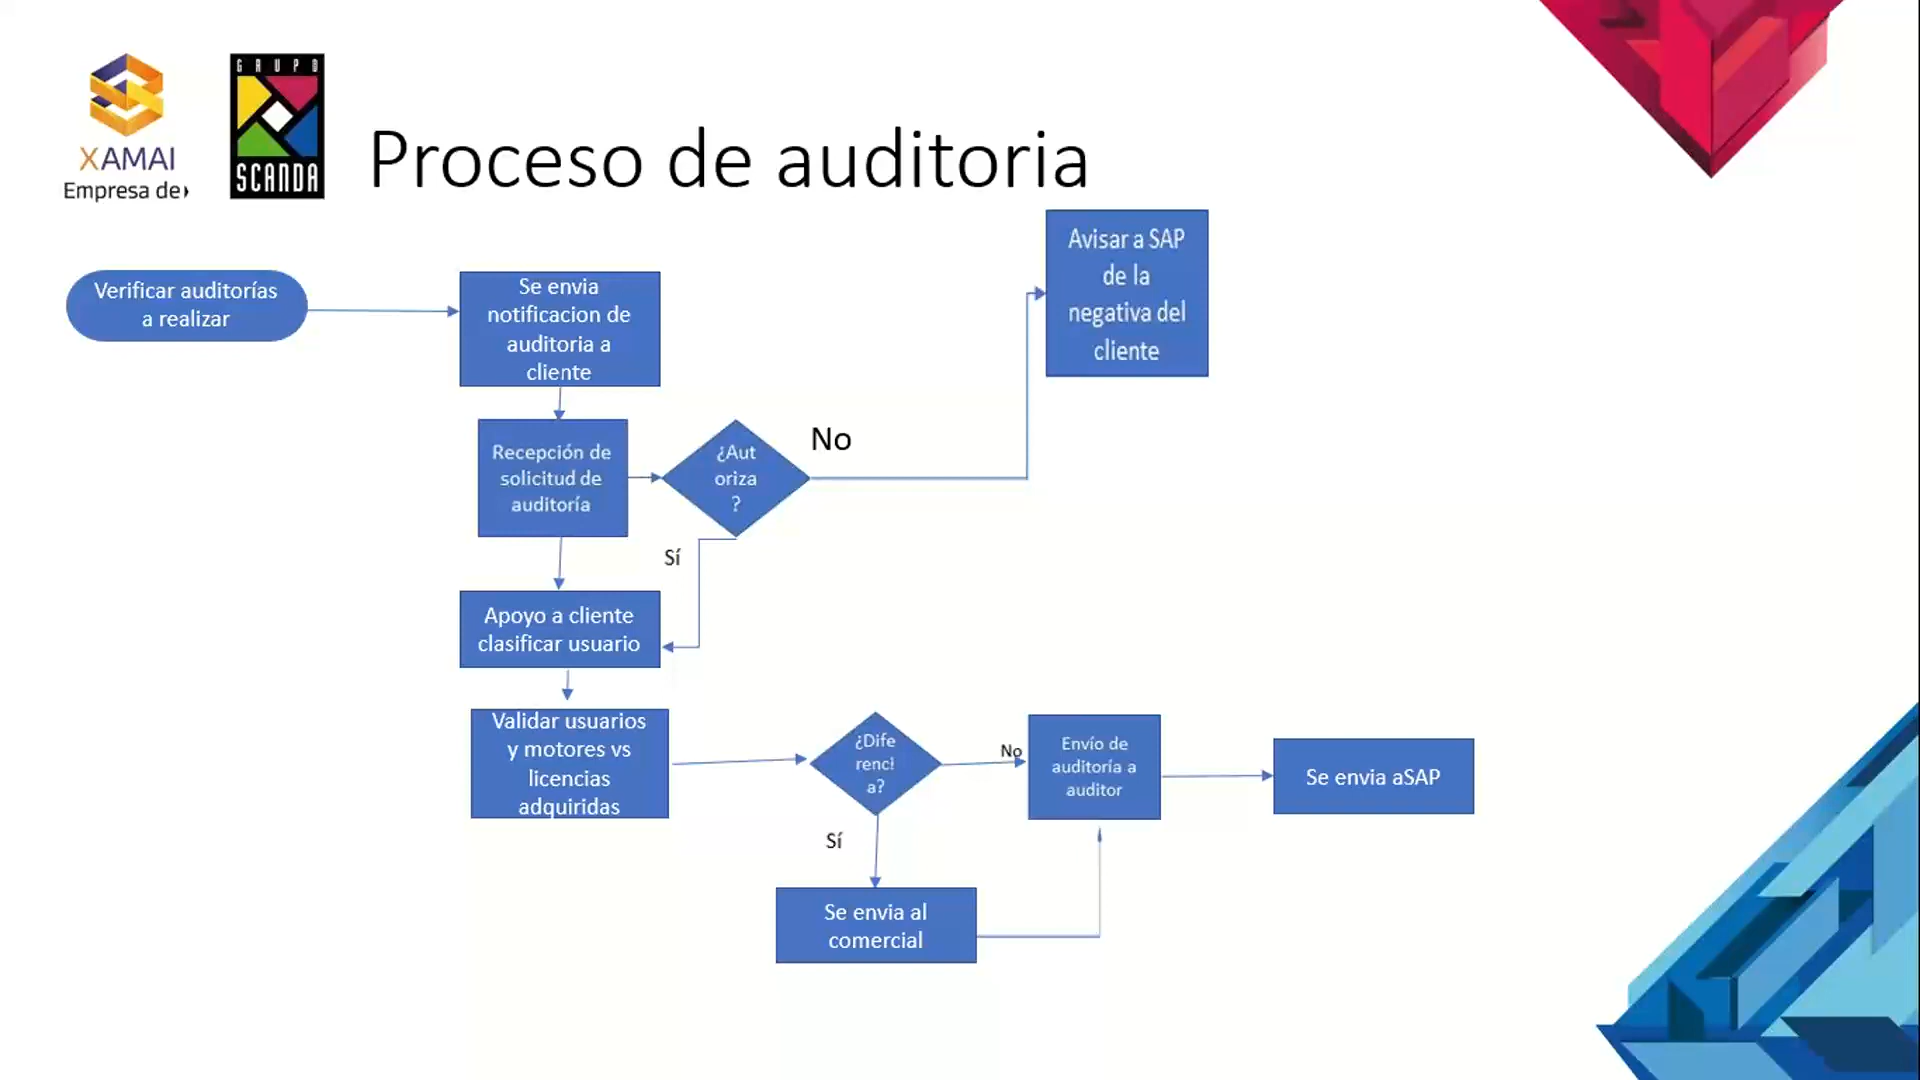 XAMAI
Empresa de
GRUPO
SCANDA
Proceso de auditoria
Verificar auditorías
a realizar
Se envia
notificacion de
auditoria a
cliente
Avisar a SAP
de la
negativa del
cliente
Recepción de
solicitud de
auditoría
¿Aut
oriza
?
No
Sí
Apoyo a cliente
clasificar usuario
Validar usuarios
y motores vs
licencias
adquiridas
¿Dife
renci
a?
No
Envío de
auditoría a
auditor
Se envia aSAP
Sí
Se envia al
comercial